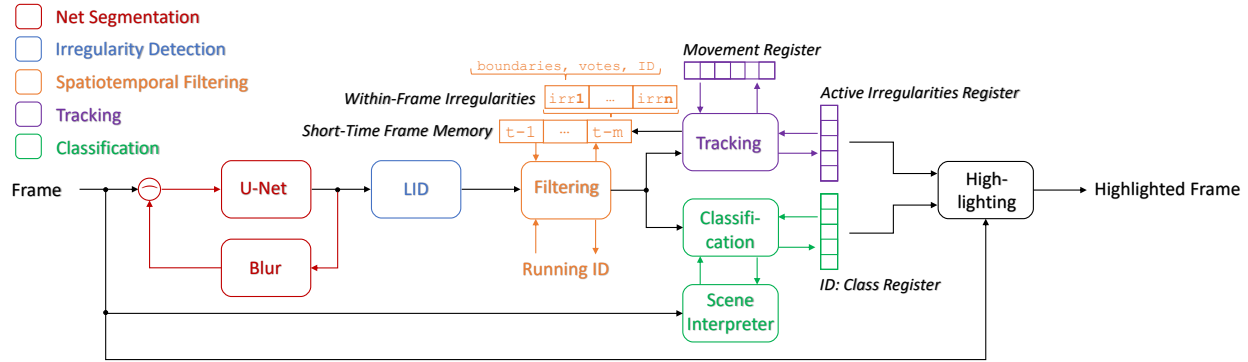 Net Segmentation
Irregularity Detection
Spatiotemporal Filtering
Tracking
Classification
boundaries, votes, ID
Movement Register
Within-Frame Irregularities
irr1 … irrn
Active Irregularities Register
Short-Time Frame Memory
t-1 … t-m
Frame
U-Net
LID
Filtering
Tracking
High-
lighting
Highlighted Frame
Classifi-
cation
Blur
Running ID
ID: Class Register
Scene
Interpreter